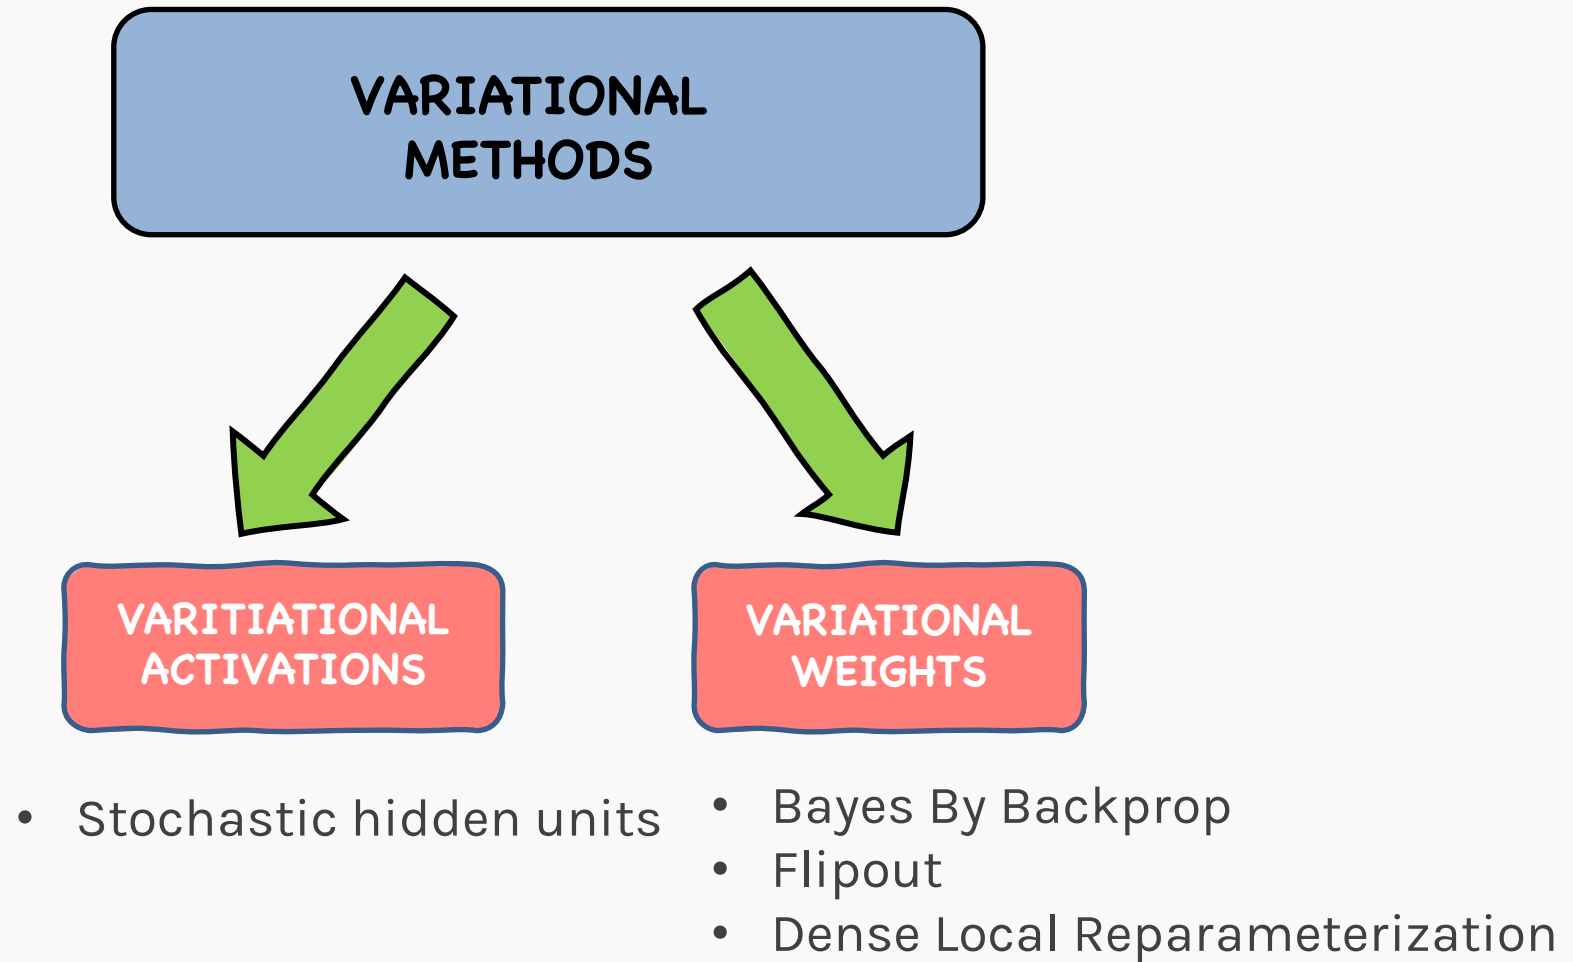 VARIATIONAL
METHODS
VARITIATIONAL
ACTIVATIONS
VARIATIONAL
WEIGHTS
• Stochastic hidden units
• Bayes By Backprop
• Flipout
• Dense Local Reparameterization